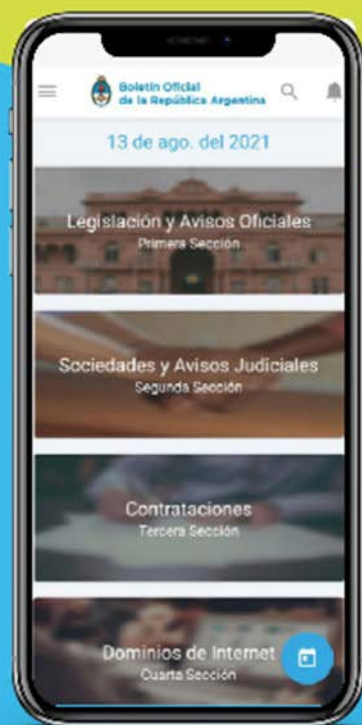 Boletín Oficial
de la República Argentina
13 de ago. del 2021
Legislación y Avisos Oficiales
Primera Sección
Sociedades y Avisos Judiciales
Segunda Sección
Contrataciones
Tercera Sección
Dominios de Internet
Cuarta Sección